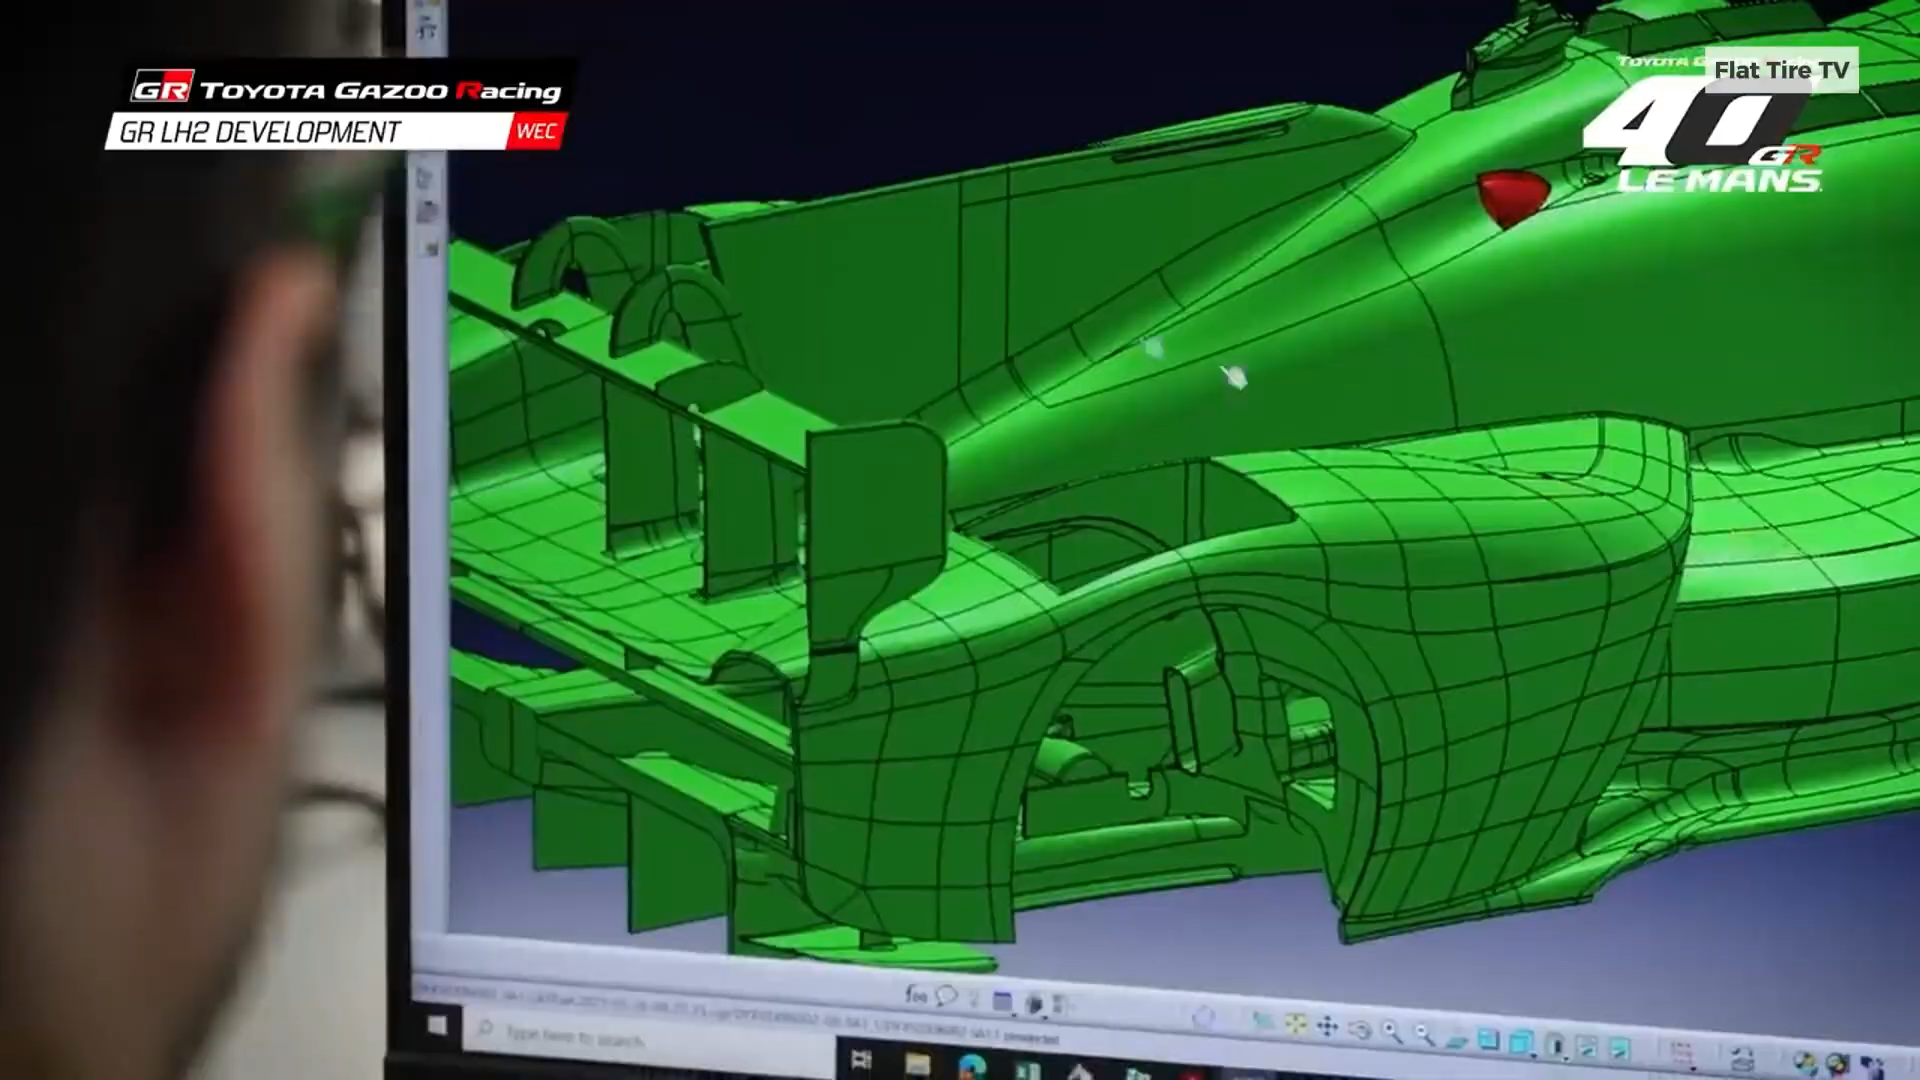 GR TOYOTA GAZOO Racing
GR LH2 DEVELOPMENT WEC
TOYOTA G
Flat Tire TV
40
GR
LE MANS
f(x)
Type here to search